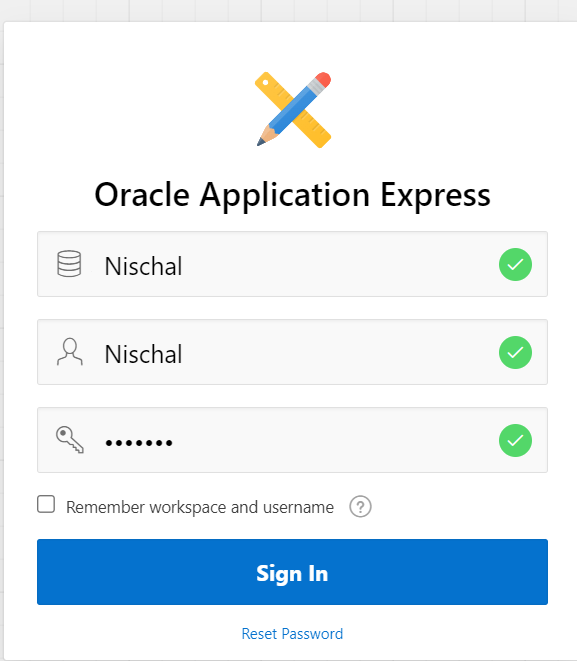 Oracle Application Express
Nischal
Nischal
•••••••
Remember workspace and username ?
Sign In
Reset Password